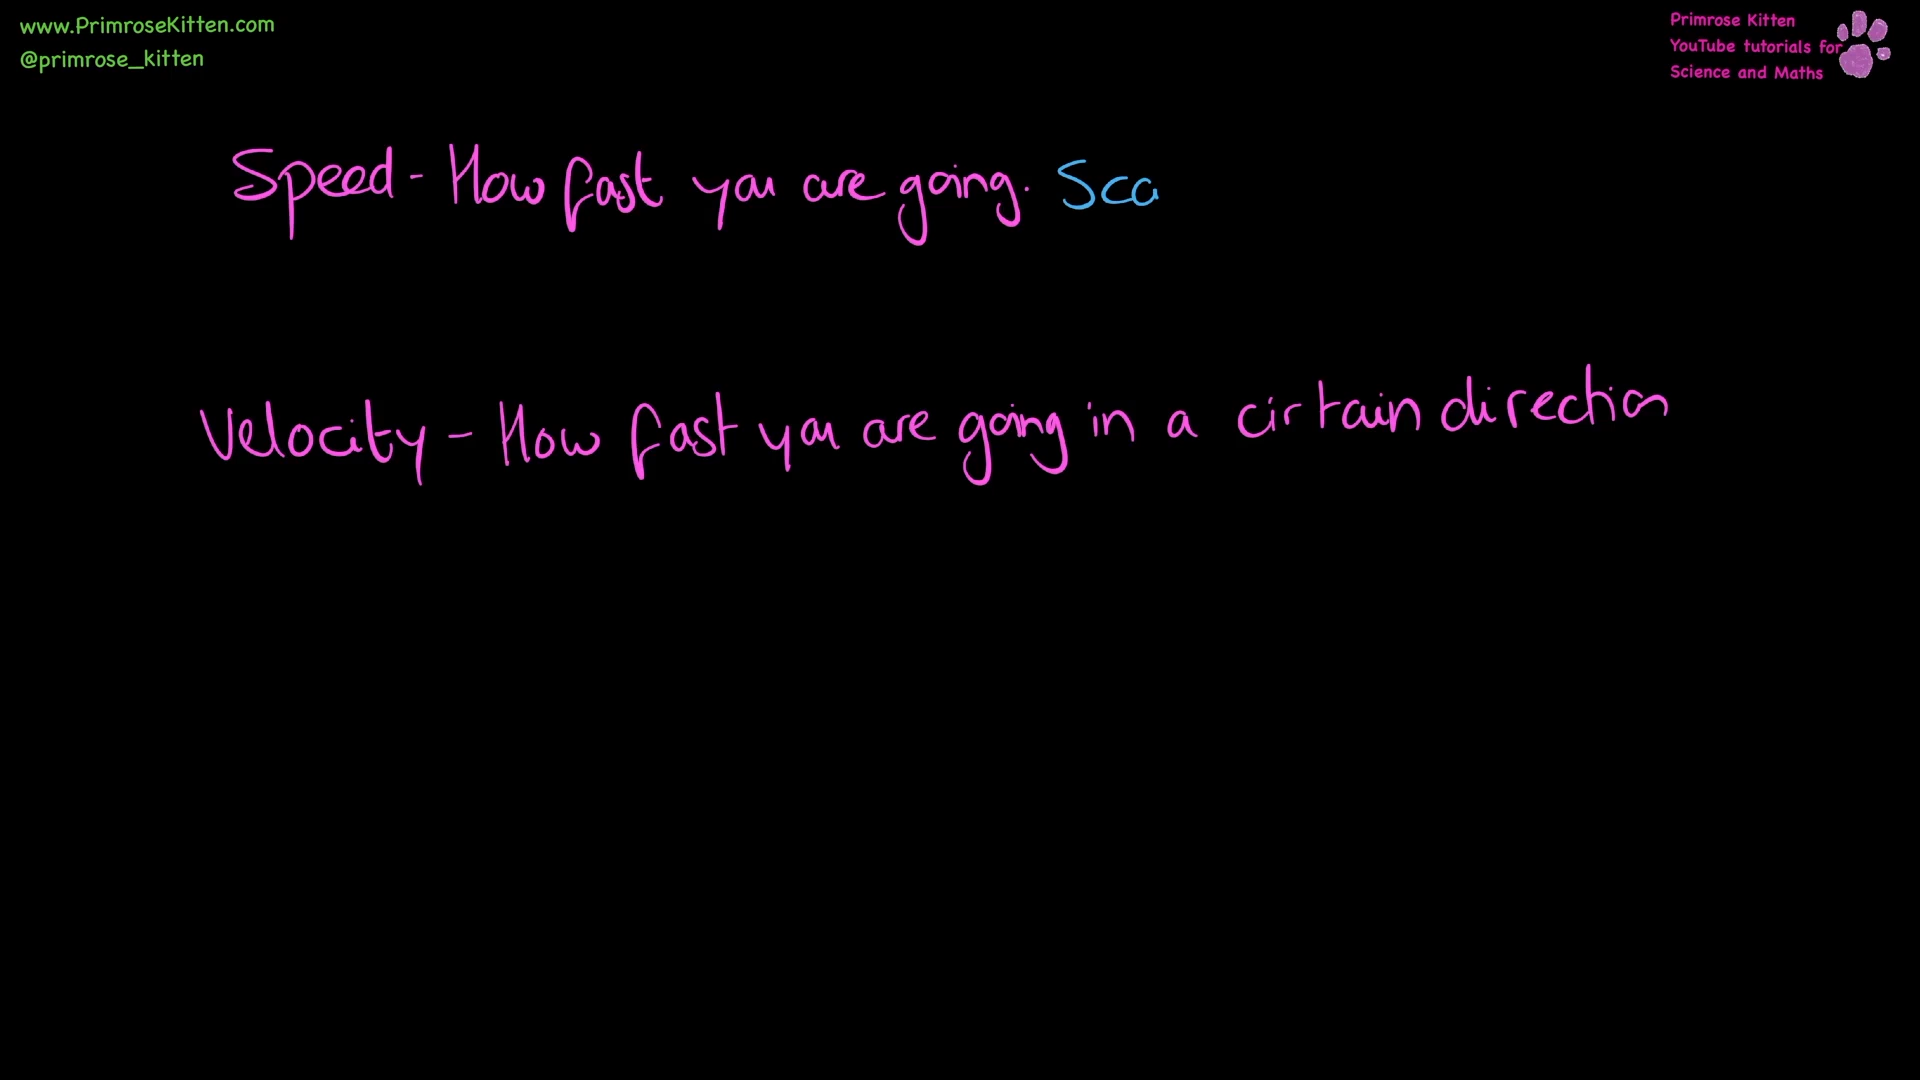 www.PrimroseKitten.com
@primrose_kitten
Primrose Kitten
YouTube tutorials for
Science and Maths
Speed - How fast you are going. Sca
Velocity - How fast you are going in a cirtain direction